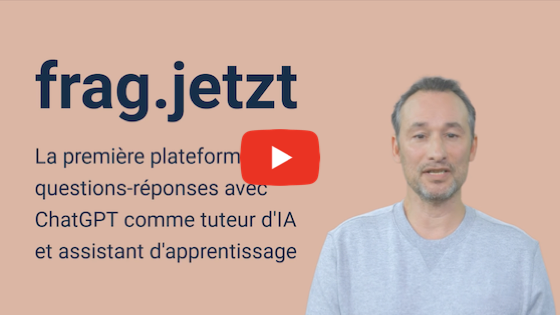 frag.jetzt
La première plateform
questions-réponses avec
ChatGPT comme tuteur d'IA
et assistant d'apprentissage